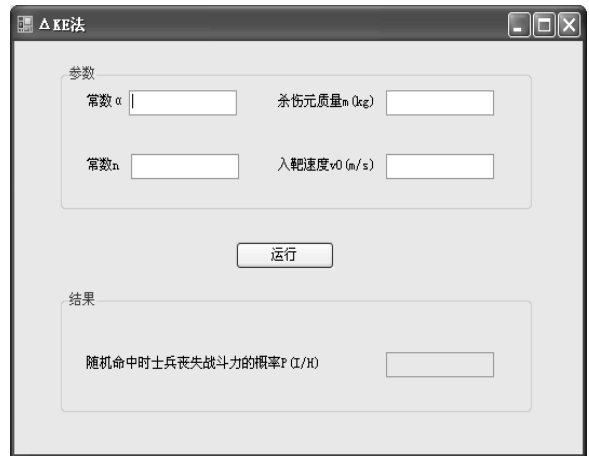 ΔKE法
参数
常数α 杀伤元质量m(kg)
常数n 入靶速度v0(m/s)
运行
结果
随机命中时士兵丧失战斗力的概率P(I/H)